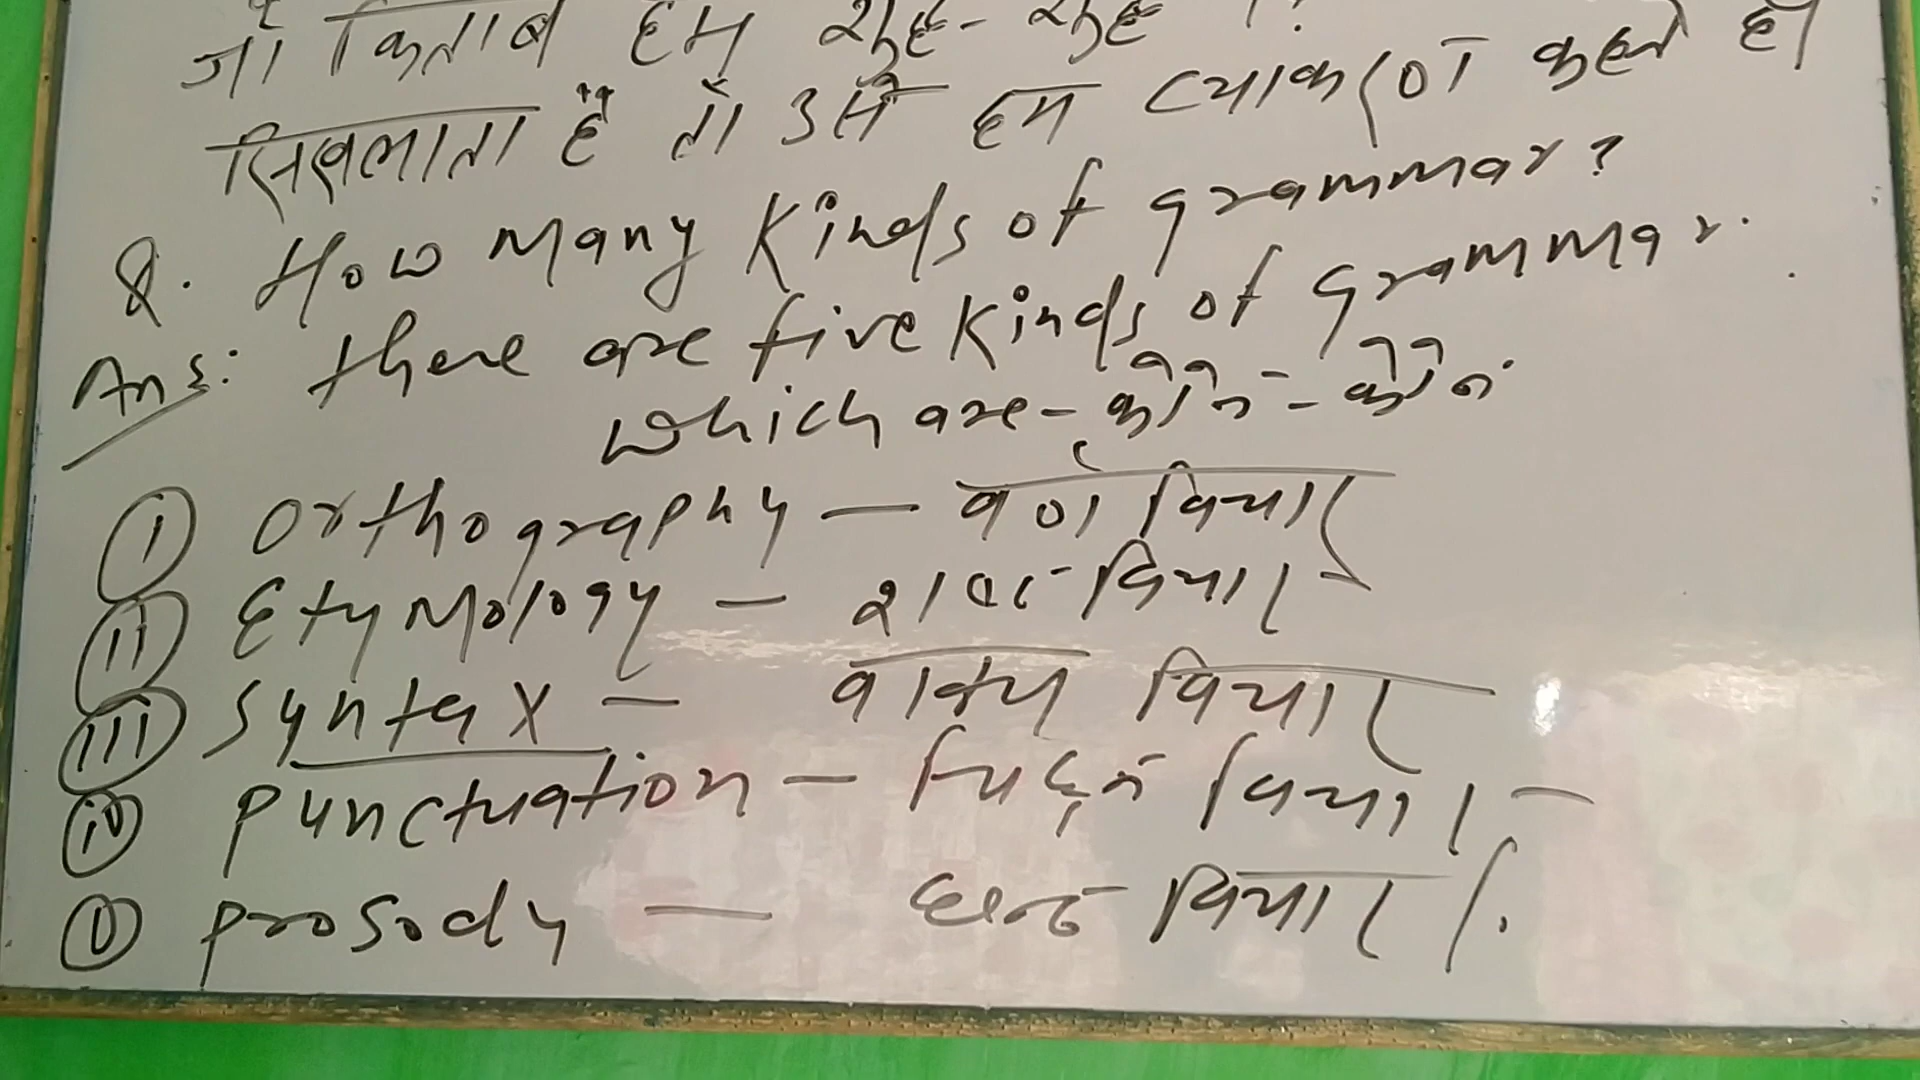 जो किताब हमें शुद्ध-शुद्ध
सिखलाता हैं तो उसे हम व्याकरण कहते हैं
Q. How Many Kinds of grammar?
Ans: there are five Kinds of Grammar.
which are - कौन - कौन
(i) Orthography — वर्ण विचार
(ii) Etymology — शब्द विचार
(iii) Syntax — वाक्य विचार
(iv) Punctuation — चिह्न विचार
(v) Prosody — छन्द विचार ।.